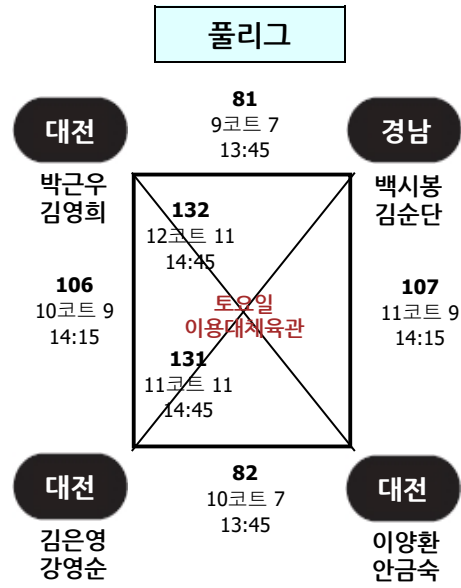 풀리그
81
9코트 7
13:45
대전
박근우
김영희
경남
백시봉
김순단
132
12코트 11
14:45
106
10코트 9
14:15
토요일
이용대체육관
107
11코트 9
14:15
131
11코트 11
14:45
대전
김은영
강영순
82
10코트 7
13:45
대전
이양환
안금숙